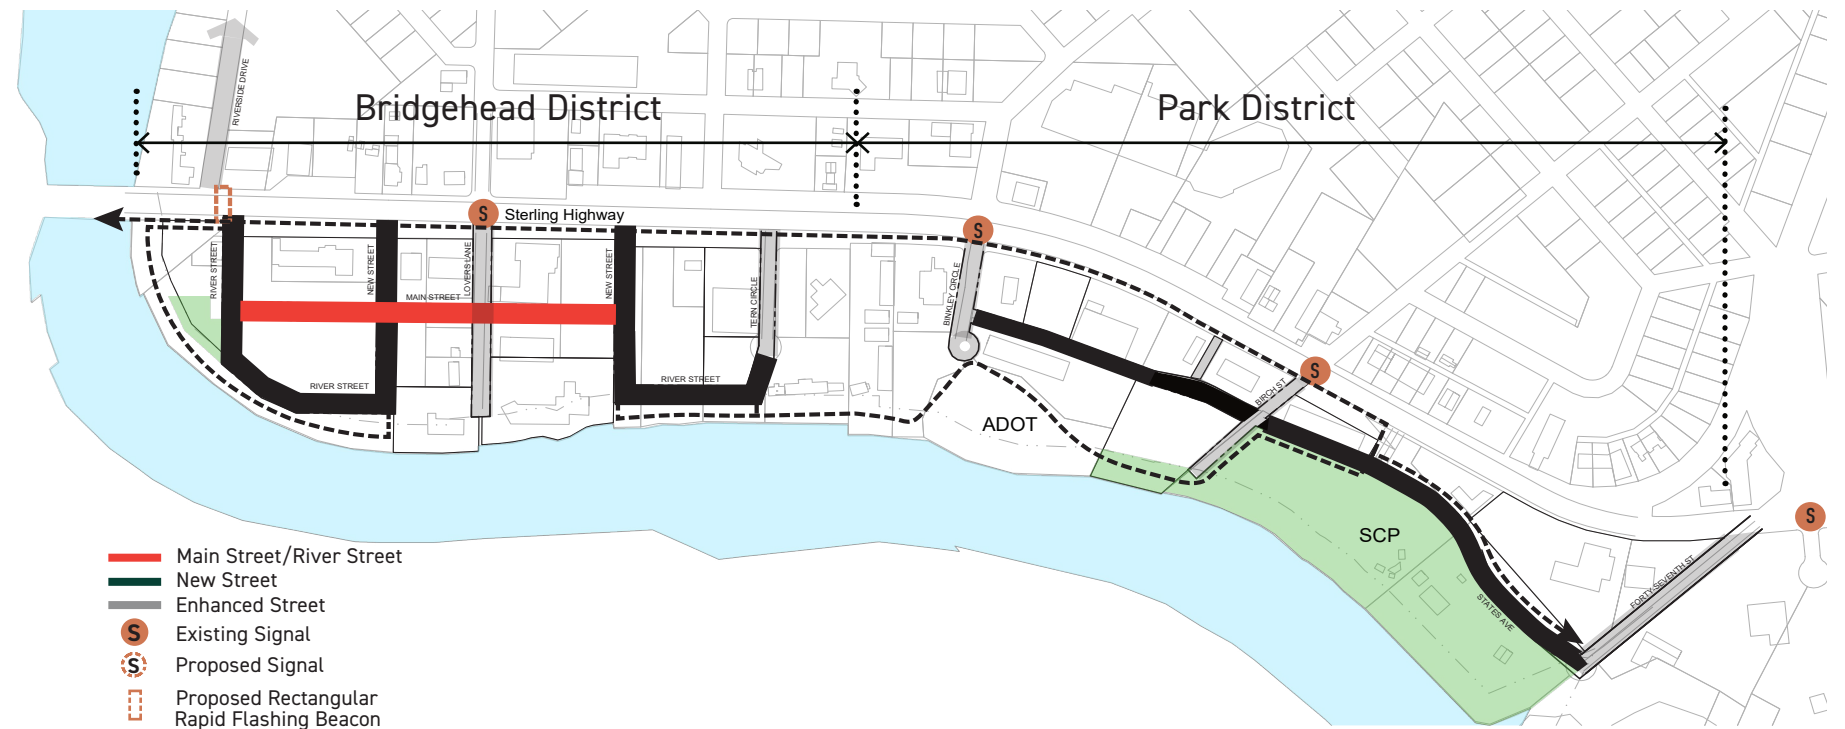 RIVERSIDE DRIVE
Bridgehead District
Park District
S
Sterling Highway
S
RIVER STREET
NEW STREET
LOVERS LANE
MAIN STREET
NEW STREET
TERN CIRCLE
BINKLEY CIRCLE
RIVER STREET
RIVER STREET
S
BIRCH ST
ADOT
SCP
S
STATES AVE
FORTY-SEVENTH ST
Main Street/River Street
New Street
Enhanced Street
S Existing Signal
S Proposed Signal
Proposed Rectangular
Rapid Flashing Beacon